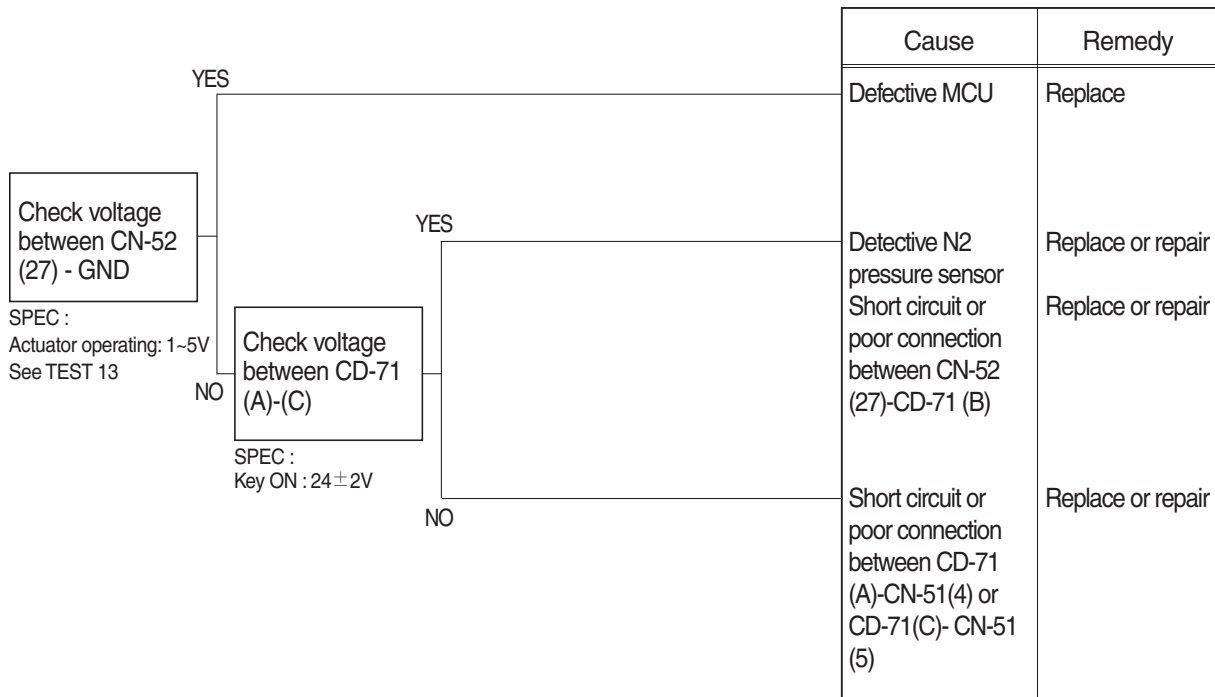 Cause
Remedy
YES
Defective MCU
Replace
Check voltage
between CN-52
(27) - GND
SPEC :
Actuator operating: 1~5V
See TEST 13
NO
YES
Detective N2
pressure sensor
Replace or repair
Short circuit or
poor connection
between CN-52
(27)-CD-71 (B)
Replace or repair
Check voltage
between CD-71
(A)-(C)
SPEC :
Key ON : 24±2V
NO
Short circuit or
poor connection
between CD-71
(A)-CN-51(4) or
CD-71(C)- CN-51
(5)
Replace or repair